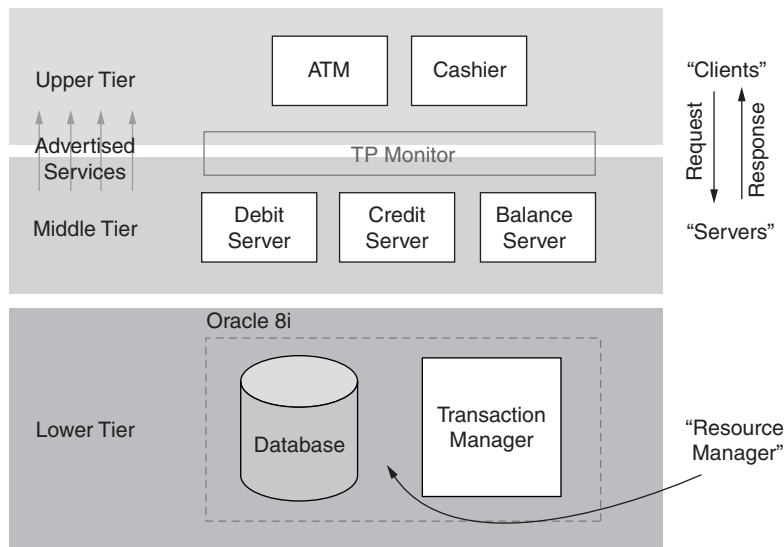 Upper Tier
ATM
Cashier
“Clients”
Advertised
Services
TP Monitor
Request
Response
Middle Tier
Debit
Server
Credit
Server
Balance
Server
“Servers”
Oracle 8i
Lower Tier
Database
Transaction
Manager
“Resource
Manager”